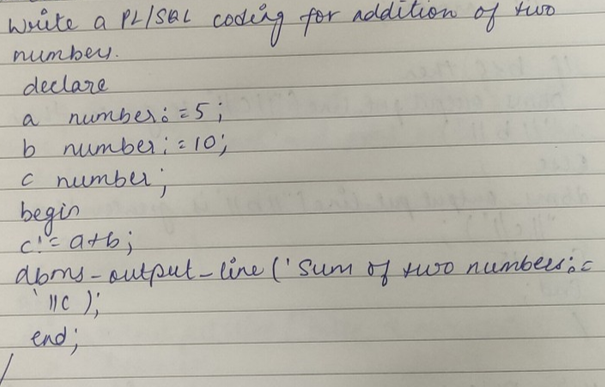 Write a PL/SQL coding for addition of two
number.
declare
a number:=5;
b number:=10;
c number;
begin
c:=a+b;
dbms-output-line('Sum of two numbers:=
'||c);
end;
/